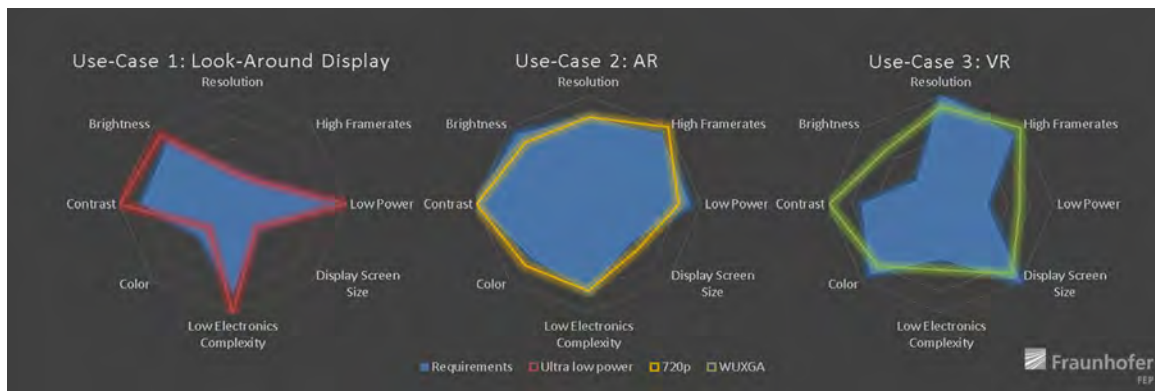 Use-Case 1: Look-Around Display
Resolution
Brightness
High Framerates
Contrast
Low Power
Color
Display Screen
Size
Low Electronics
Complexity
Use-Case 2: AR
Resolution
Brightness
High Framerates
Contrast
Low Power
Color
Display Screen
Size
Low Electronics
Complexity
Use-Case 3: VR
Resolution
Brightness
High Framerates
Contrast
Low Power
Color
Display Screen
Size
Low Electronics
Complexity
Requirements Ultra low power 720p WUXGA
Fraunhofer
FEP